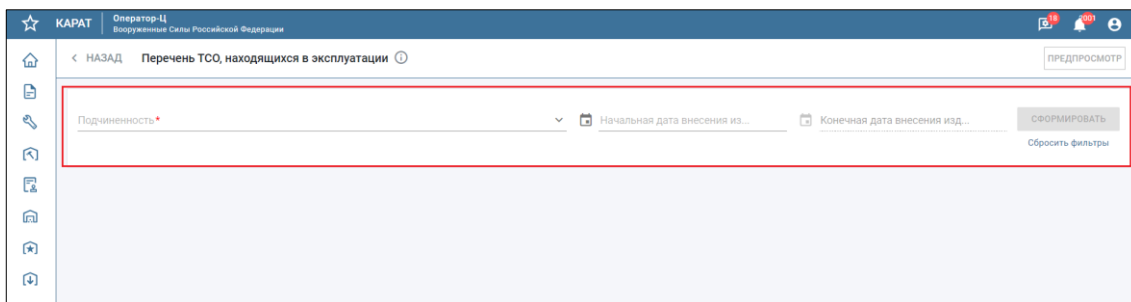 КАРАТ
Оператор-Ц
Вооруженные Силы Российской Федерации
18
2001
НАЗАД
Перечень ТСО, находящихся в эксплуатации
ПРЕДПРОСМОТР
Подчиненность*
Начальная дата внесения из...
Конечная дата внесения изд...
СФОРМИРОВАТЬ
Сбросить фильтры